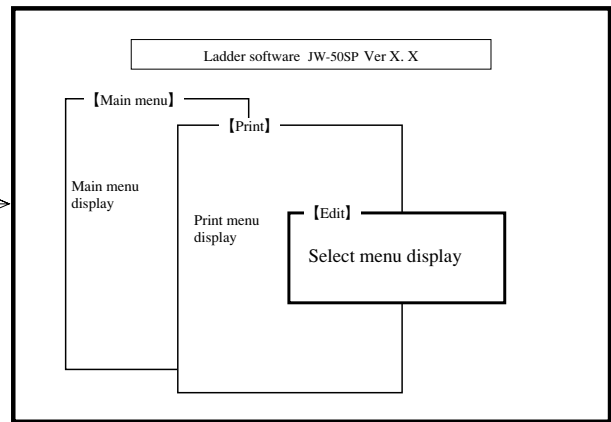 Ladder software JW-50SP Ver X. X
【Main menu】
【Print】
Main menu
display
Print menu
display
【Edit】
Select menu display